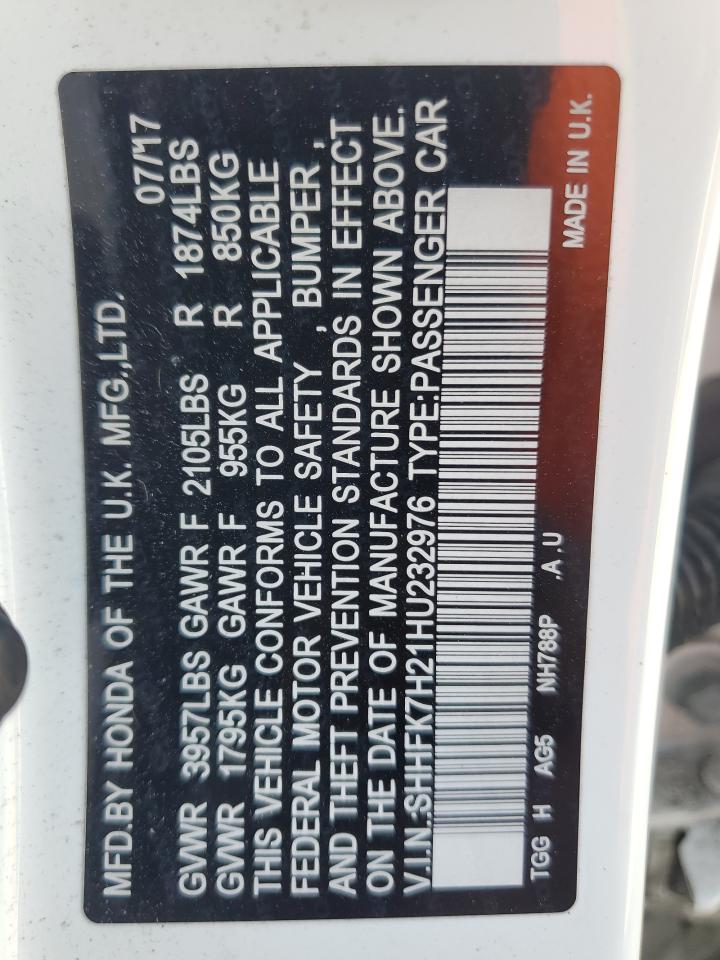 MFD.BY HONDA OF THE U.K. MFG.,LTD. 07/17
GVWR 3957LBS GAWR F 2105LBS R 1874LBS
GVWR 1795KG GAWR F 955KG R 850KG
THIS VEHICLE CONFORMS TO ALL APPLICABLE
FEDERAL MOTOR VEHICLE SAFETY , BUMPER ,
AND THEFT PREVENTION STANDARDS IN EFFECT
ON THE DATE OF MANUFACTURE SHOWN ABOVE.
V.I.N.:SHHFK7H21HU232976 TYPE:PASSENGER CAR
TGG H AG5 NH788P .A .U MADE IN U.K.